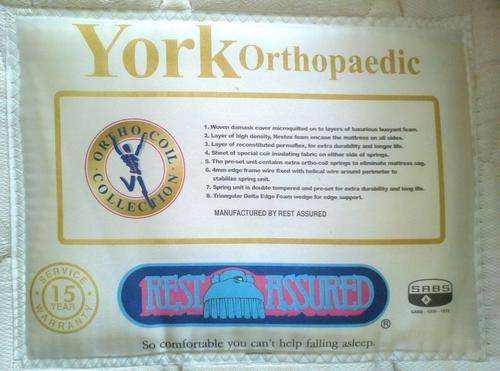 York Orthopaedic
ORTHO-COIL
COLLECTION
1. Woven damask cover microquilted on to layers of luxurious buoyant foam.
2. Layer of high density, Nestex foam encase the mattress on all sides.
3. Layer of reconstituted permaflex, for extra durability and longer life.
4. Sheet of special coir insulating fabric on either side of springs.
5. The pre-set unit contains extra ortho-coil springs to eliminate mattress sag.
6. 4mm edge frame wire fixed with helical wire around perimeter to
stabilize spring unit.
7. Spring unit is double tempered and pre-set for extra durability and long life.
8. Triangular Delta Edge Foam wedge for edge support.
MANUFACTURED BY REST ASSURED
SERVICE
15
YEAR
WARRANTY
REST ASSURED
®
SABS
So comfortable you can't help falling asleep.